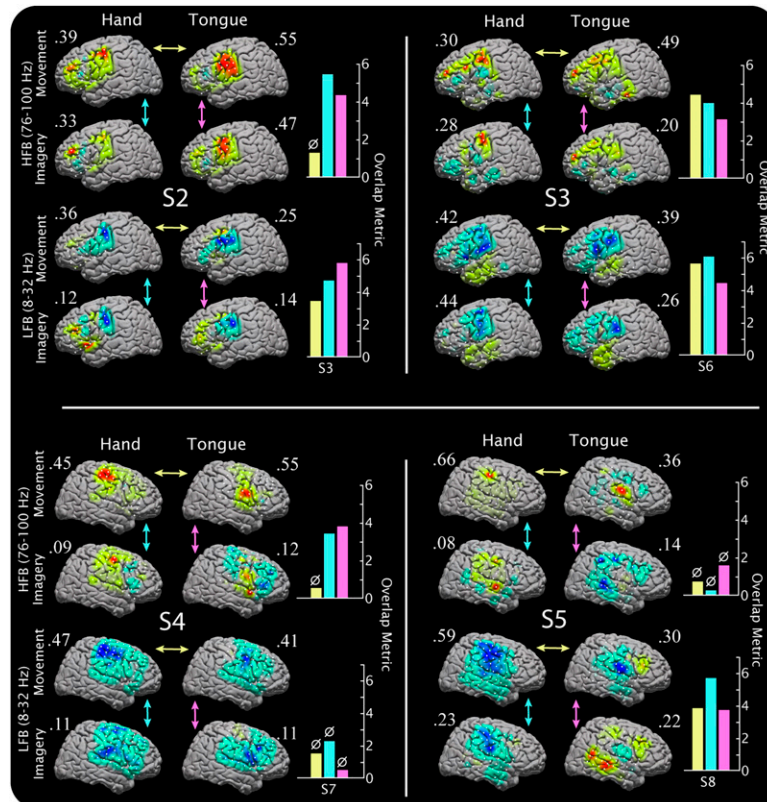 Hand Tongue
HFB (76-100 Hz)
Movement
Imagery
.39 .55
.33 .47
S2
LFB (8-32 Hz)
Movement
Imagery
.36 .25
.12 .14
Overlap Metric
6
4
2
Ø
0
6
4
2
0
S3
Hand Tongue
.30 .49
.28 .20
S3
.42 .39
.44 .26
Overlap Metric
6
4
2
0
6
4
2
0
S6
Hand Tongue
HFB (76-100 Hz)
Movement
Imagery
.45 .55
.09 .12
S4
LFB (8-32 Hz)
Movement
Imagery
.47 .41
.11 .11
Overlap Metric
6
4
2
Ø
0
6
4
2
Ø Ø Ø
0
S7
Hand Tongue
.66 .36
.08 .14
S5
.59 .30
.23 .22
Overlap Metric
6
4
2
Ø Ø Ø
0
6
4
2
0
S8